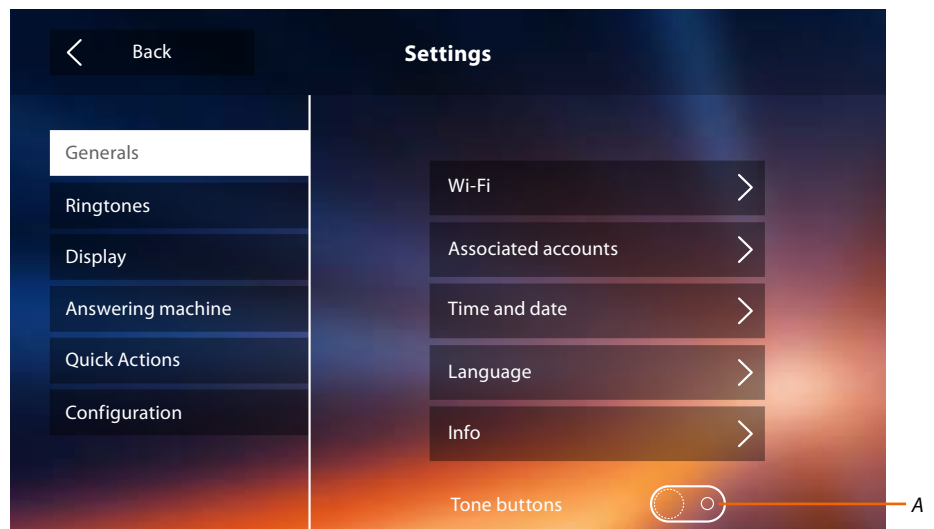 Back
Settings
Generals
Ringtones
Display
Answering machine
Quick Actions
Configuration
Wi-Fi
Associated accounts
Time and date
Language
Info
Tone buttons
A